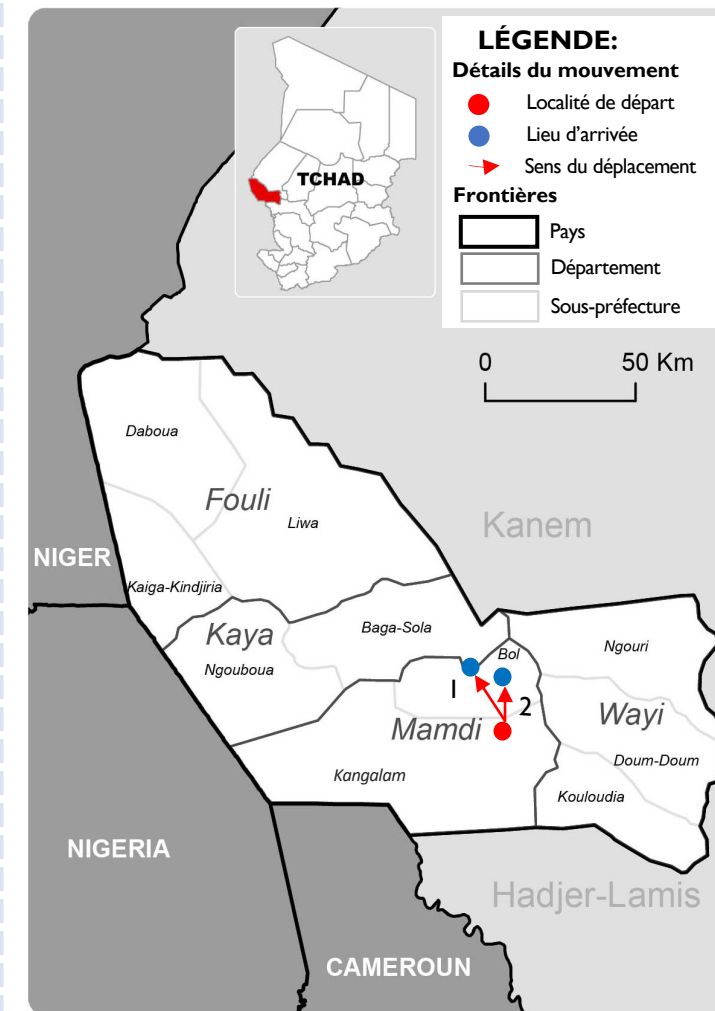 LÉGENDE:
Détails du mouvement
Localité de départ
Lieu d'arrivée
Sens du déplacement
Frontières
Pays
Département
Sous-préfecture
TCHAD
0 50 Km
Daboua
Fouli
Liwa
Kanem
NIGER
Kaiga-Kindjiria
Kaya
Baga-Sola
Ngouboua
Bol
Ngouri
1
2
Mamdi
Wayi
Kangalam
Doum-Doum
Kouloudia
NIGERIA
Hadjer-Lamis
CAMEROUN